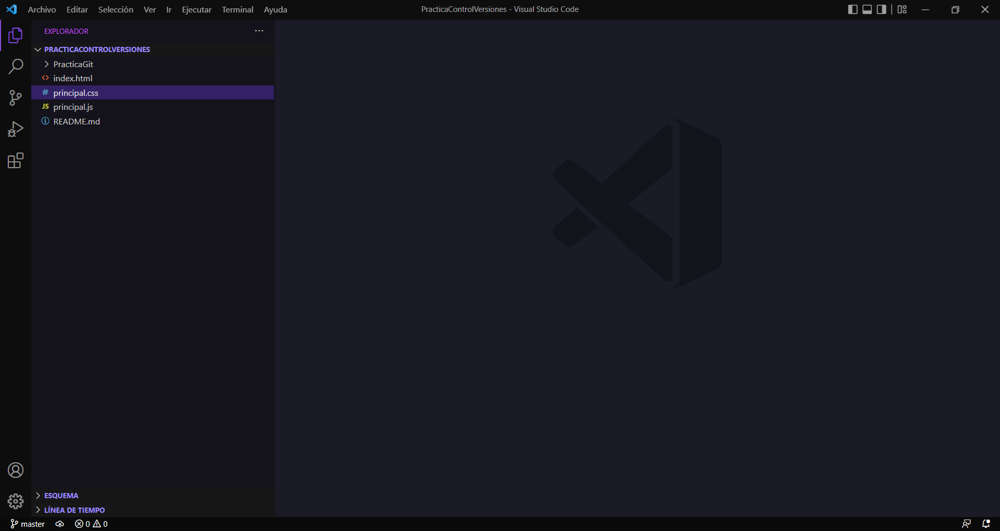 Archivo Editar Selección Ver Ir Ejecutar Terminal Ayuda
PracticaControlVersiones - Visual Studio Code
EXPLORADOR
PRACTICACONTROLVERSIONES
PracticaGit
<> index.html
# principal.css
JS principal.js
README.md
ESQUEMA
LÍNEA DE TIEMPO
master 0 0